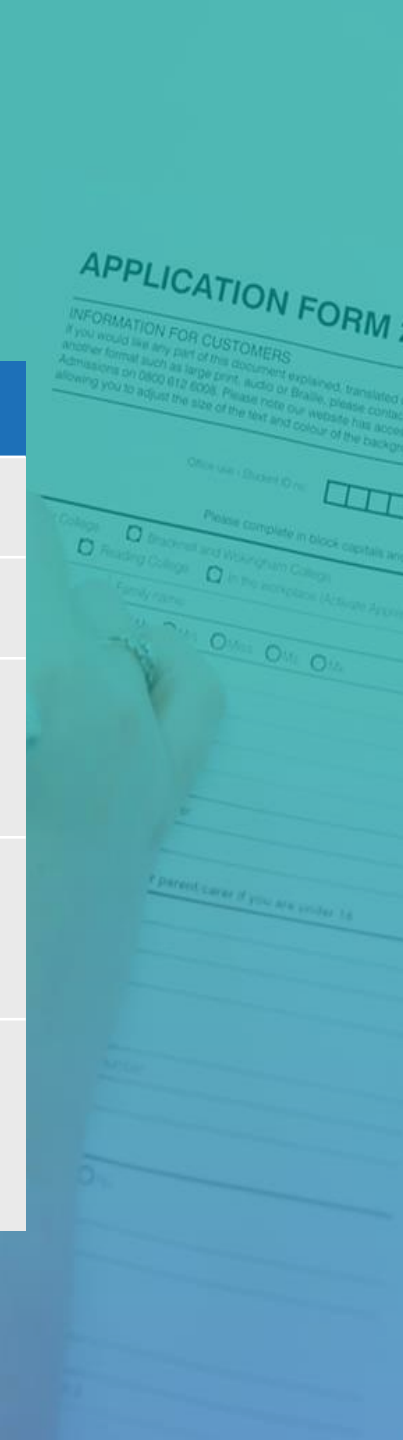 APPLICATION FORM
INFORMATION FOR CUSTOMERS
If you would like any part of this document explained, translated
another format such as large print, audio or Braille, please contac
Admissions on 0800 612 6008. Please note our website has acces
allowing you to adjust the size of the text and colour of the backgr
Office use - Student ID no.
Please complete in block capitals an
College
Bracknell and Wokingham College
Reading College
In the workplace (Activate Appre
Family name
Mrs
Miss
Ms
Mx
r parent/carer if you are under 16
No